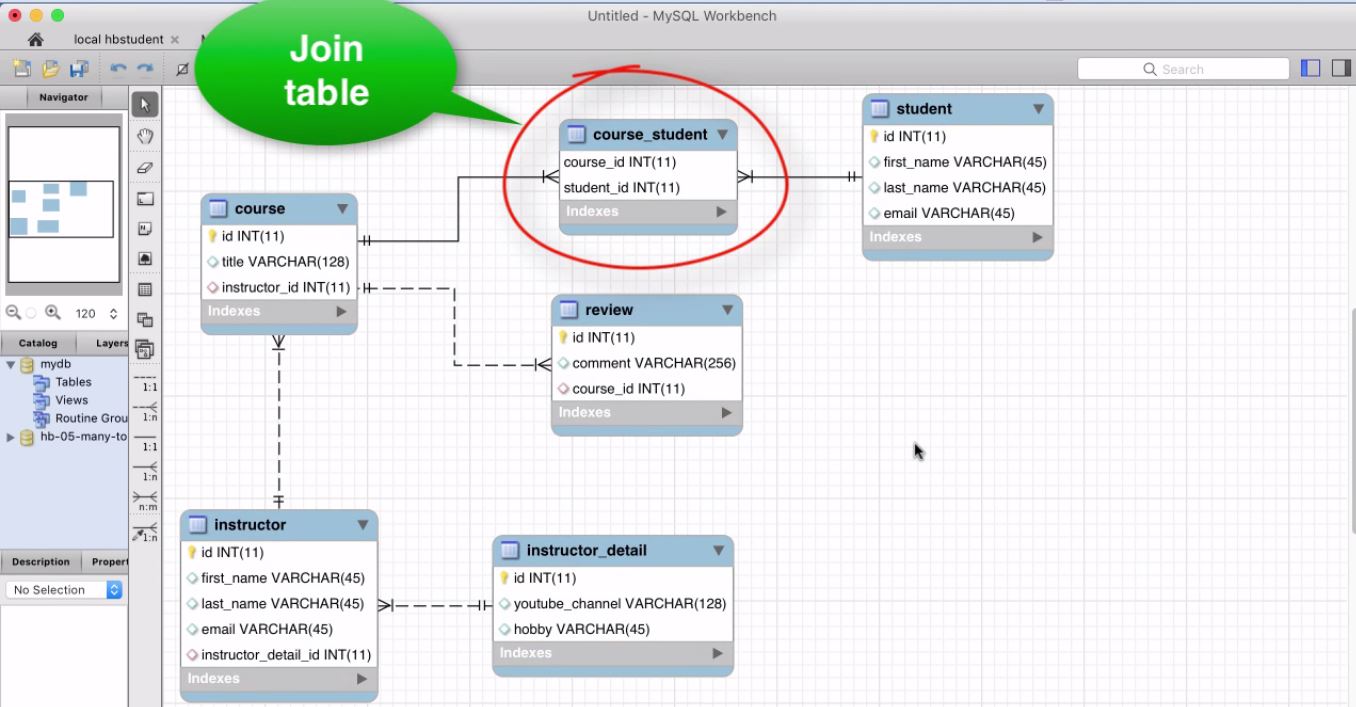 Untitled - MySQL Workbench
local hbstudent
Join
table
Search
Navigator
120
Catalog
Layers
mydb
Tables
Views
Routine Grou
hb-05-many-to
1:1
1:n
1:1
1:n
n:m
1:n
Description
Propert
No Selection
course_student
course_id INT(11)
student_id INT(11)
Indexes
student
id INT(11)
first_name VARCHAR(45)
last_name VARCHAR(45)
email VARCHAR(45)
Indexes
course
id INT(11)
title VARCHAR(128)
instructor_id INT(11)
Indexes
review
id INT(11)
comment VARCHAR(256)
course_id INT(11)
Indexes
instructor
id INT(11)
first_name VARCHAR(45)
last_name VARCHAR(45)
email VARCHAR(45)
instructor_detail_id INT(11)
Indexes
instructor_detail
id INT(11)
youtube_channel VARCHAR(128)
hobby VARCHAR(45)
Indexes